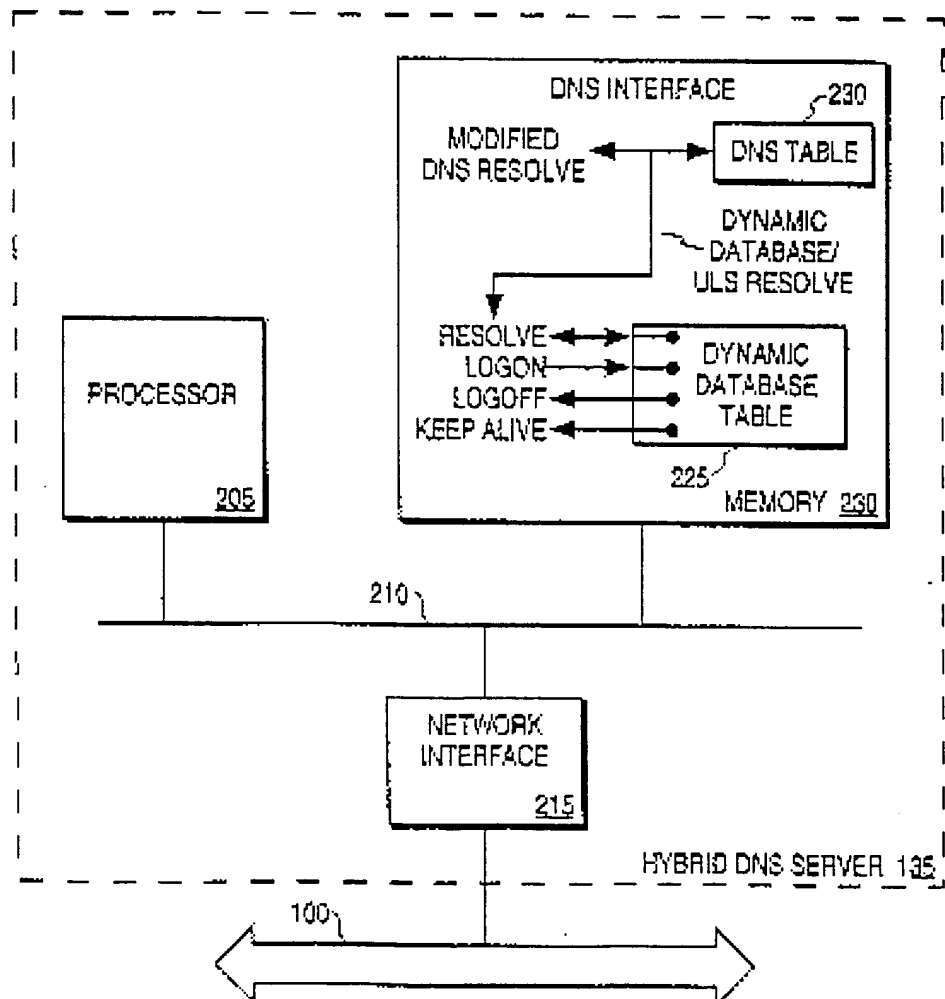 DNS INTERFACE
230
MODIFIED
DNS RESOLVE
DNS TABLE
DYNAMIC
DATABASE/
ULS RESOLVE
RESOLVE
LOGON
LOGOFF
KEEP ALIVE
DYNAMIC
DATABASE
TABLE
225
MEMORY 230
PROCESSOR
205
210
NETWORK
INTERFACE
215
HYBRID DNS SERVER 135
100